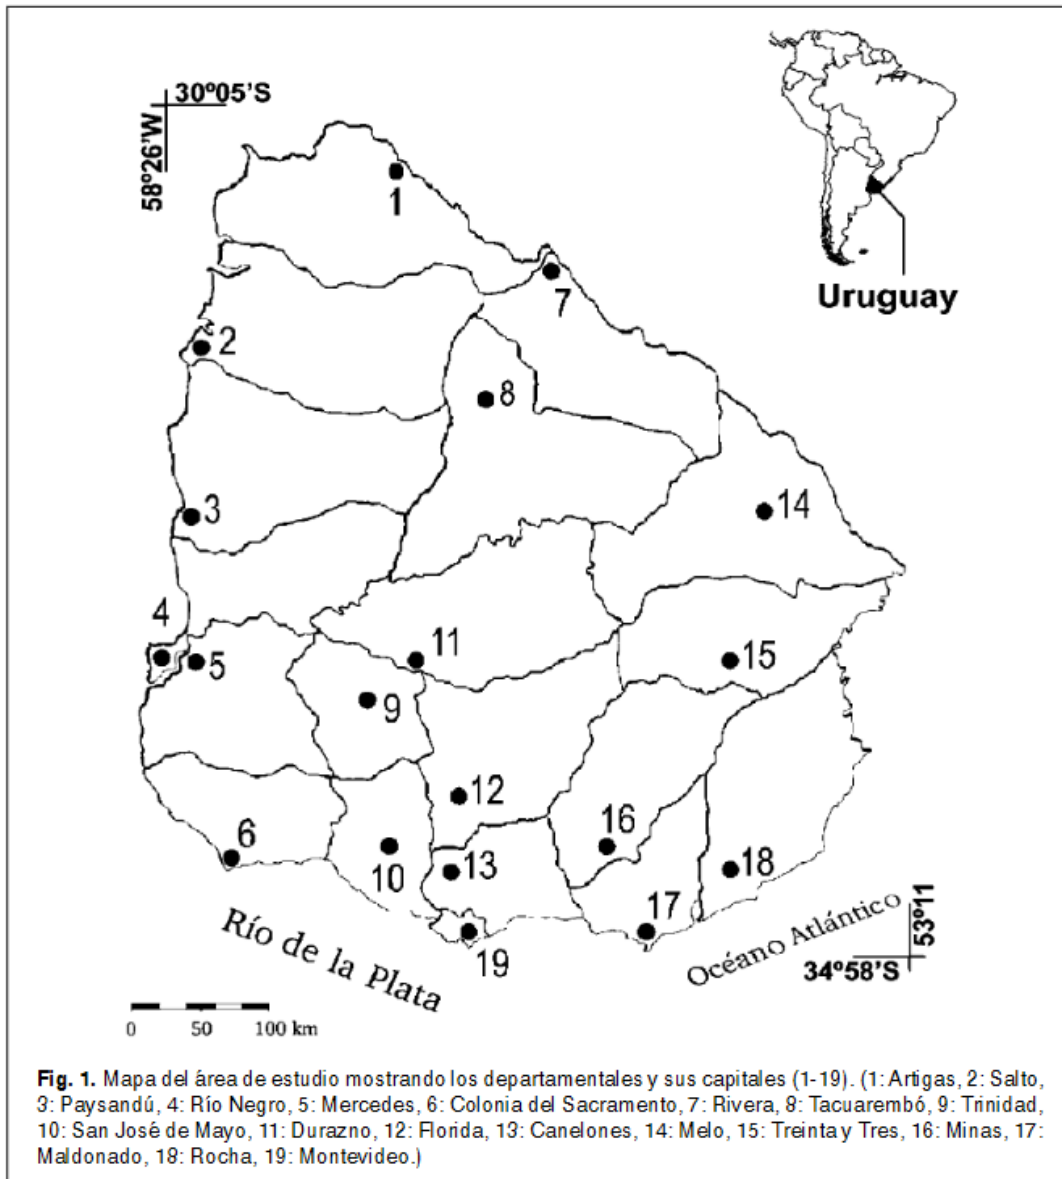 30º05'S
58º26'W
1
7
Uruguay
2
8
3
14
4
5
11
15
9
12
16
6
10
13
18
17
19
Río de la Plata
Océano Atlántico
53º11
34º58'S
0 50 100 km
Fig. 1. Mapa del área de estudio mostrando los departamentales y sus capitales (1-19). (1: Artigas, 2: Salto,
3: Paysandú, 4: Río Negro, 5: Mercedes, 6: Colonia del Sacramento, 7: Rivera, 8: Tacuarembó, 9: Trinidad,
10: San José de Mayo, 11: Durazno, 12: Florida, 13: Canelones, 14: Melo, 15: Treinta y Tres, 16: Minas, 17:
Maldonado, 18: Rocha, 19: Montevideo.)